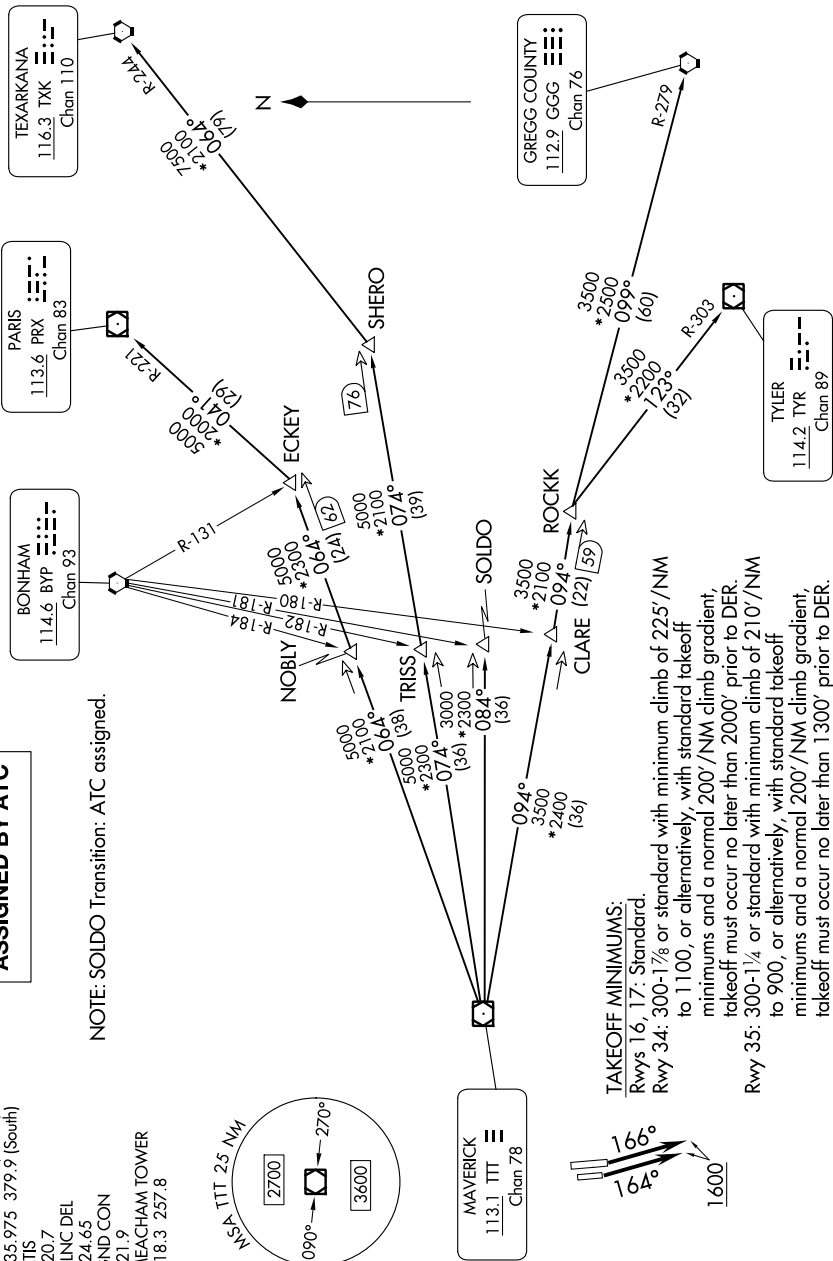 35.975 379.9 (South)
TIS
20.7
LNC DEL
24.65
GND CON
21.9
MEACHAM TOWER
18.3 257.8
ASSIGNED BY ATC
NOTE: SOLDO Transition: ATC assigned.
BONHAM
114.6 BYP
Chan 93
PARIS
113.6 PRX
Chan 83
TEXARKANA
116.3 TXK
Chan 110
N
GREGG COUNTY
112.9 GGG
Chan 76
TYLER
114.2 TYR
Chan 89
MAVERICK
113.1 TTT
Chan 78
MSA TTT 25 NM
2700
3600
090°
270°
R-244
7500
*2100
064°
(79)
R-221
5000
*2000
041°
(29)
ECKEY
R-131
62
5000
*2300
064°
(24)
SHERO
76
5000
*2100
074°
(39)
R-184
R-182
R-181
R-180
NOBLY
TRISS
SOLDO
CLARE
ROCKK
5000
*2100
064°
(38)
5000
*2300
074°
(36)
3000
*2300
084°
(36)
094°
3500
*2400
(36)
3500
*2100
094°
(22)
59
3500
*2500
099°
(60)
R-279
3500
*2200
123°
(32)
R-303
TAKEOFF MINIMUMS:
Rwys 16, 17: Standard.
Rwy 34: 300-1⅞ or standard with minimum climb of 225'/NM
to 1100, or alternatively, with standard takeoff
minimums and a normal 200'/NM climb gradient,
takeoff must occur no later than 2000' prior to DER.
Rwy 35: 300-1¼ or standard with minimum climb of 210'/NM
to 900, or alternatively, with standard takeoff
minimums and a normal 200'/NM climb gradient,
takeoff must occur no later than 1300' prior to DER.
166°
164°
1600